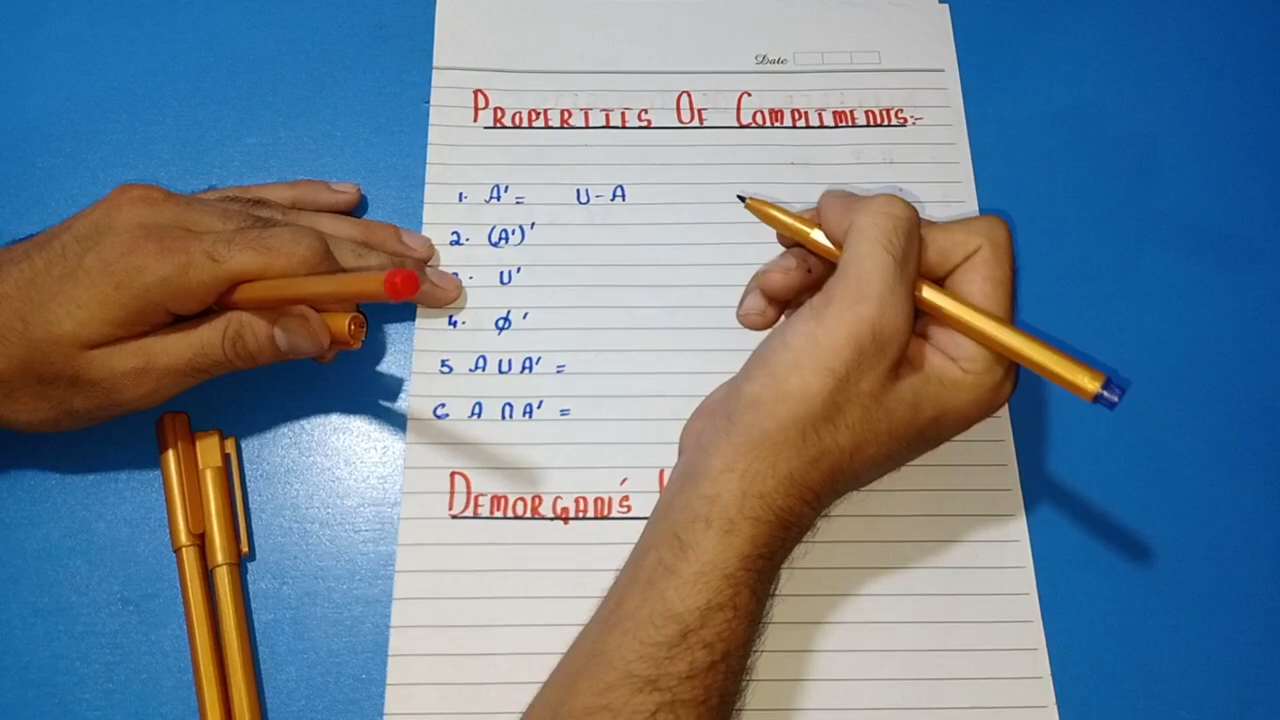 Date
PROPERTIES OF COMPLIMENTS:-
1. A' = U - A
2. (A')'
. U'
4. ϕ'
5 A U A' =
6 A ∩ A' =
DEMORGAN'S